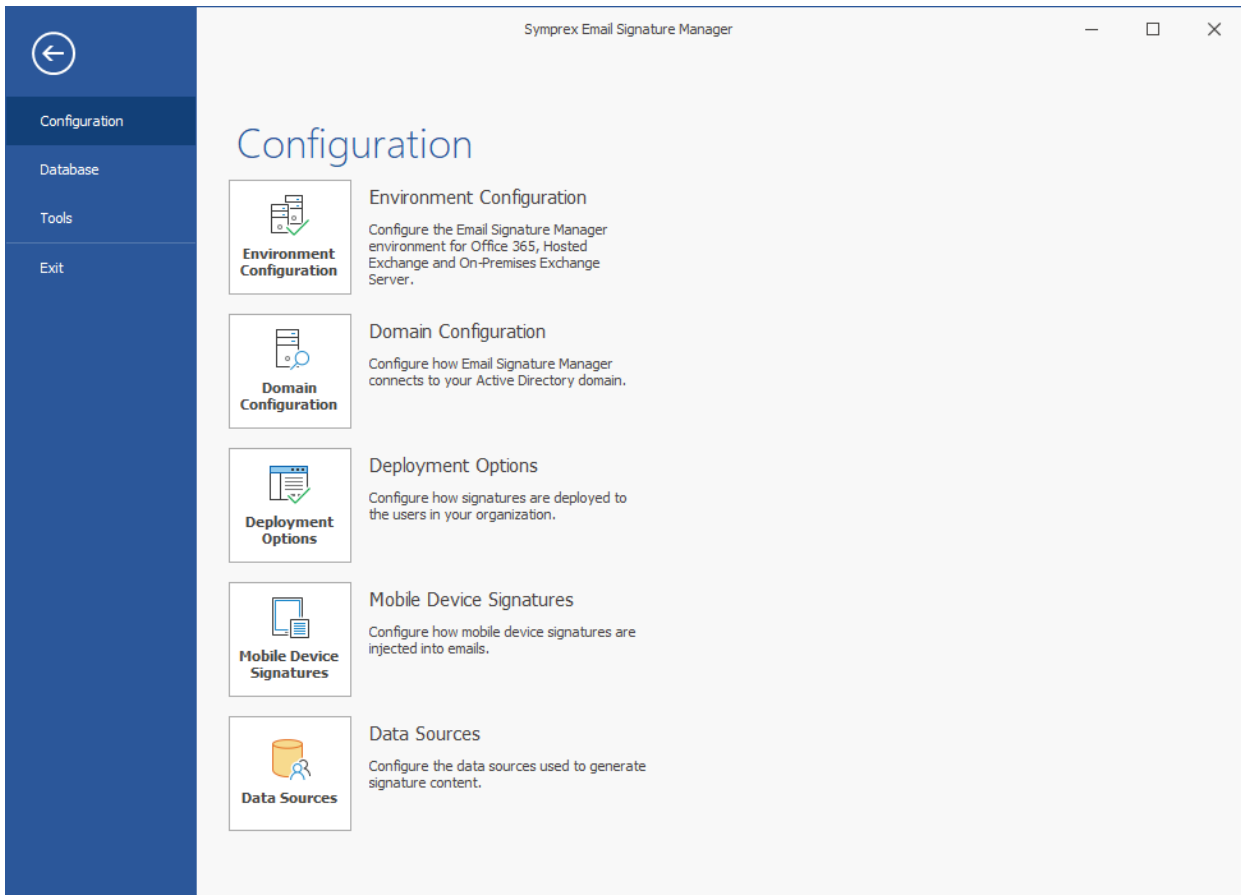 Symprex Email Signature Manager
Configuration
Database
Tools
Exit
Configuration
Environment
Configuration
Environment Configuration
Configure the Email Signature Manager
environment for Office 365, Hosted
Exchange and On-Premises Exchange
Server.
Domain
Configuration
Domain Configuration
Configure how Email Signature Manager
connects to your Active Directory domain.
Deployment
Options
Deployment Options
Configure how signatures are deployed to
the users in your organization.
Mobile Device
Signatures
Mobile Device Signatures
Configure how mobile device signatures are
injected into emails.
Data Sources
Data Sources
Configure the data sources used to generate
signature content.